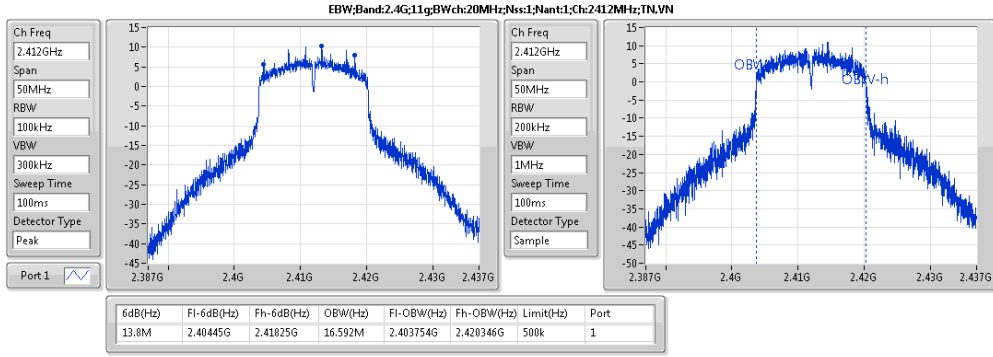 EBW;Band:2.4G;11g;BWch:20MHz;Nss:1;Nant:1;Ch:2412MHz;TN,VN
Ch Freq
2.412GHz
Span
50MHz
RBW
100kHz
VBW
300kHz
Sweep Time
100ms
Detector Type
Peak
Port 1
15
10
5
0
-5
-10
-15
-20
-25
-30
-35
-40
-45
2.387G 2.4G 2.41G 2.42G 2.437G
Ch Freq
2.412GHz
Span
50MHz
RBW
200kHz
VBW
1MHz
Sweep Time
100ms
Detector Type
Sample
15
10
5
0
-5
-10
-15
-20
-25
-30
-35
-40
-45
-50
2.387G 2.4G 2.41G 2.42G 2.437G
6dB(Hz) Fl-6dB(Hz) Fh-6dB(Hz) OBW(Hz) Fl-OBW(Hz) Fh-OBW(Hz) Limit(Hz) Port
13.8M 2.40445G 2.41825G 16.592M 2.403754G 2.420346G 500k 1